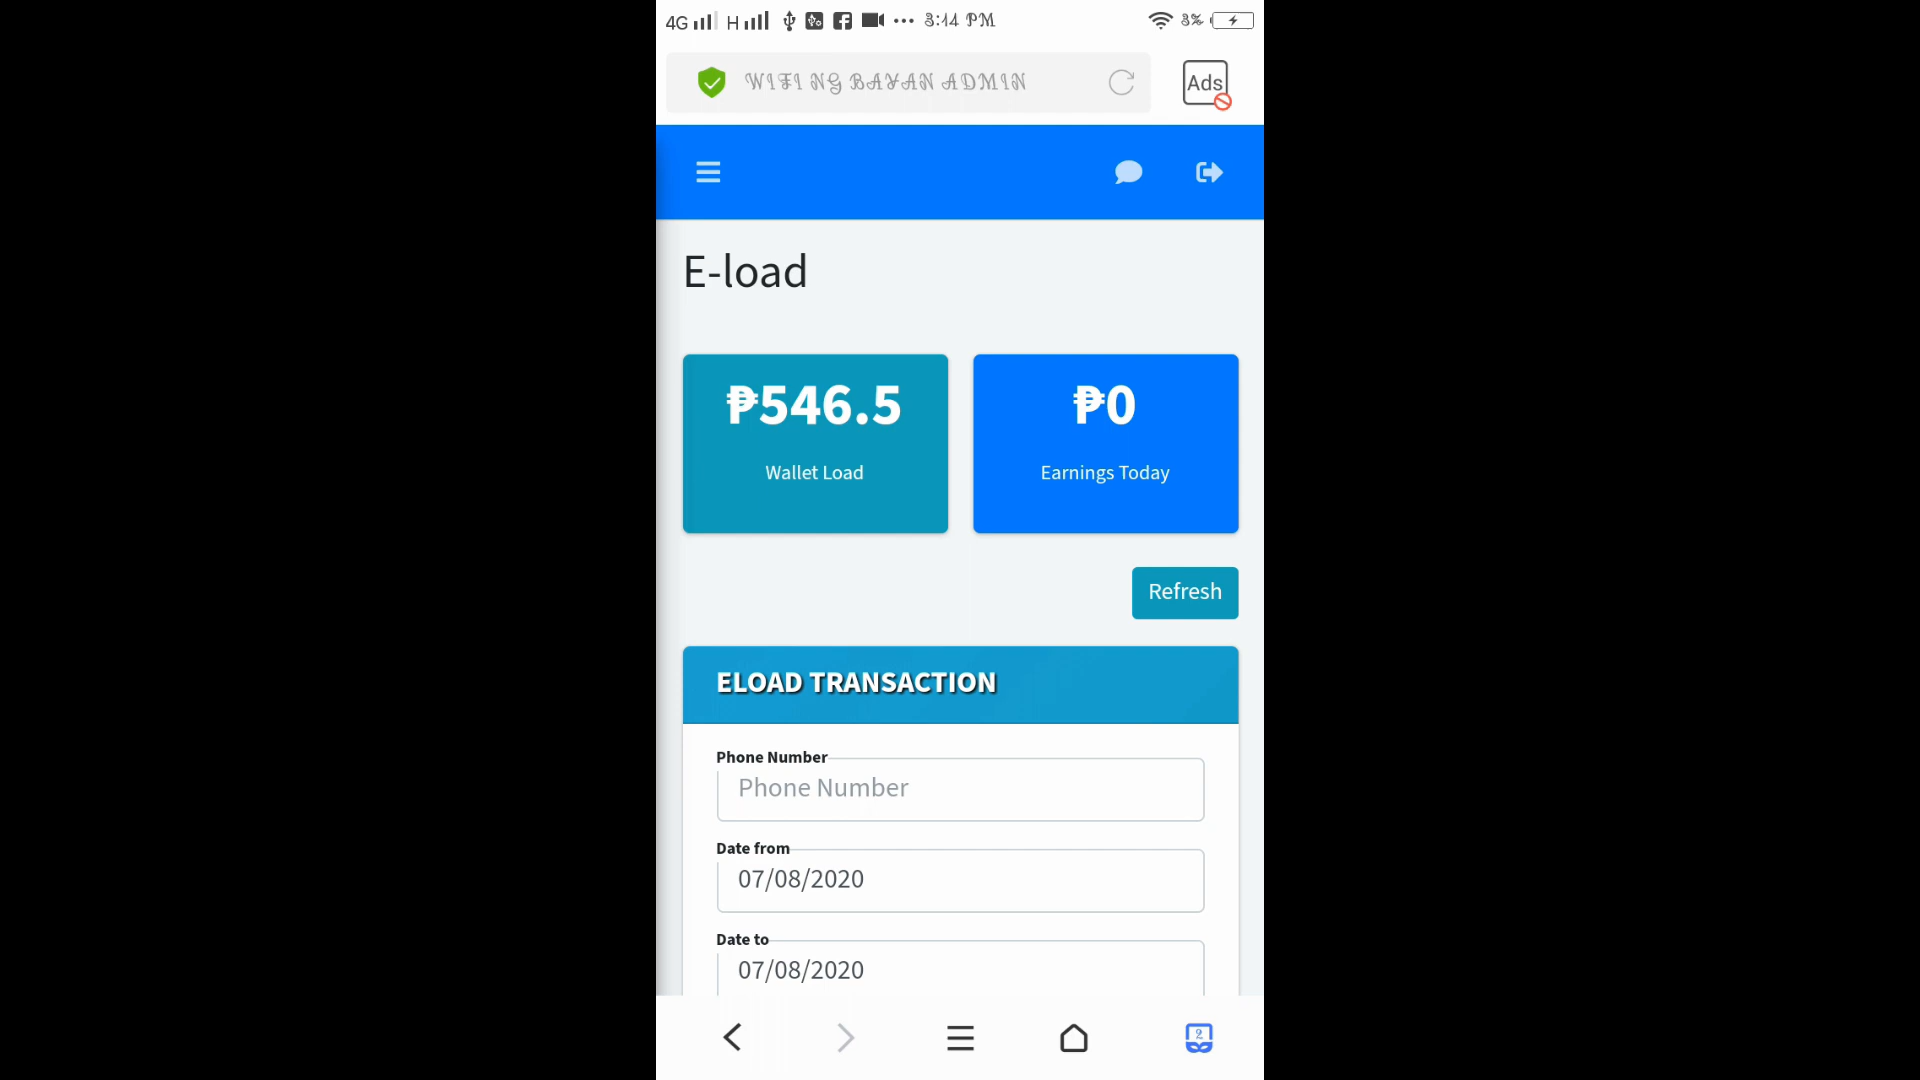 4G H 3:14 PM 3%
WIFI NG BAYAN ADMIN
Ads
E-load
₱546.5
Wallet Load
₱0
Earnings Today
Refresh
ELOAD TRANSACTION
Phone Number
Phone Number
Date from
07/08/2020
Date to
07/08/2020
2